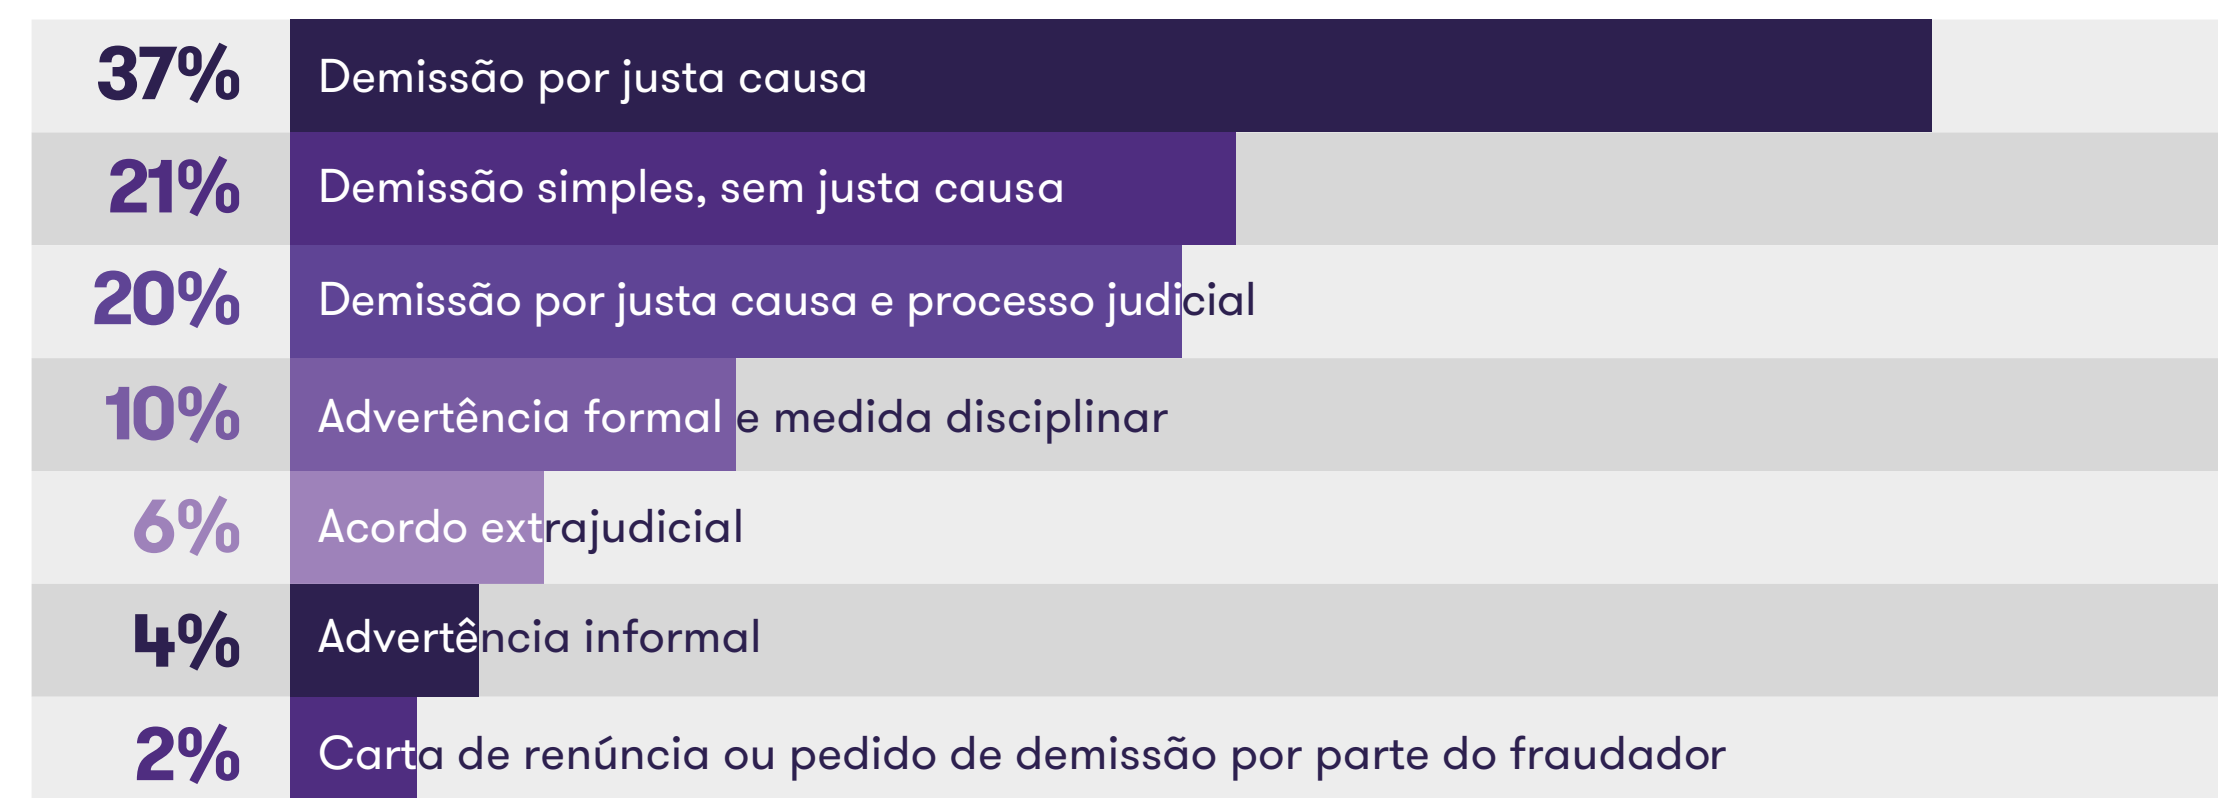 37% Demissão por justa causa
21% Demissão simples, sem justa causa
20% Demissão por justa causa e processo judicial
10% Advertência formal e medida disciplinar
6% Acordo extrajudicial
4% Advertência informal
2% Carta de renúncia ou pedido de demissão por parte do fraudador